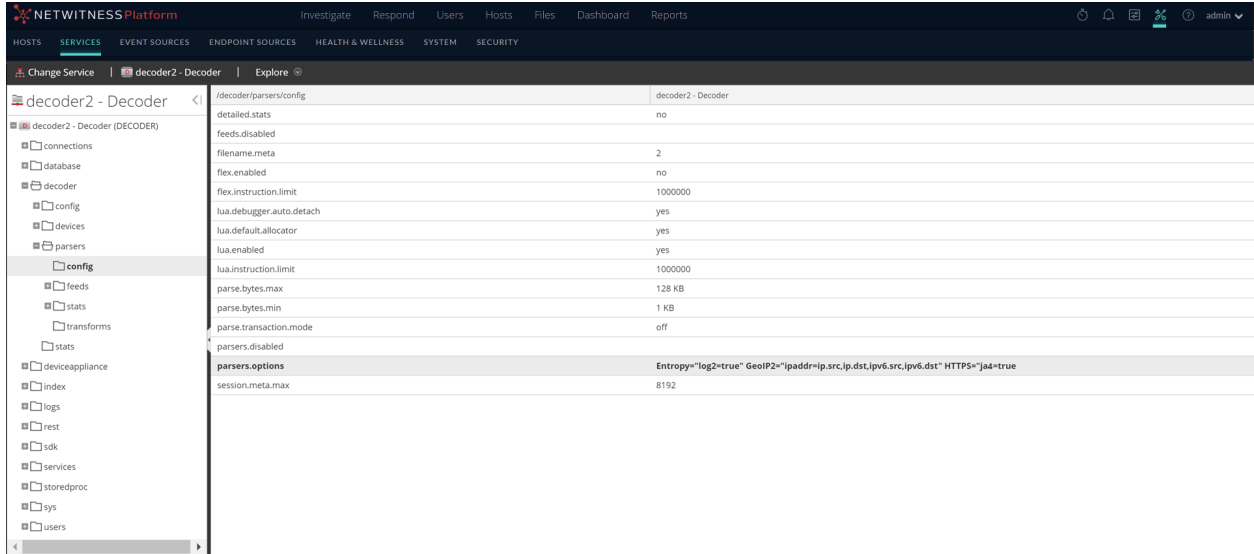 NETWITNESS Platform Investigate Respond Users Hosts Files Dashboard Reports admin
HOSTS SERVICES EVENT SOURCES ENDPOINT SOURCES HEALTH & WELLNESS SYSTEM SECURITY
Change Service | decoder2 - Decoder | Explore
decoder2 - Decoder
decoder2 - Decoder (DECODER)
connections
database
decoder
config
devices
parsers
config
feeds
stats
transforms
stats
deviceappliance
index
logs
rest
sdk
services
storedproc
sys
users
/decoder/parsers/config decoder2 - Decoder
detailed.stats no
feeds.disabled
filename.meta 2
flex.enabled no
flex.instruction.limit 1000000
lua.debugger.auto.detach yes
lua.default.allocator yes
lua.enabled yes
lua.instruction.limit 1000000
parse.bytes.max 128 KB
parse.bytes.min 1 KB
parse.transaction.mode off
parsers.disabled
parsers.options Entropy="log2=true" GeoIP2="ipaddr=ip.src,ip.dst,ipv6.src,ipv6.dst" HTTPS="ja4=true
session.meta.max 8192